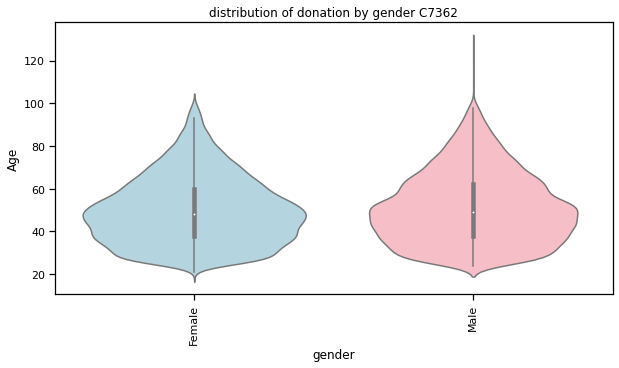 distribution of donation by gender C7362
Age
120
100
80
60
40
20
Female
Male
gender